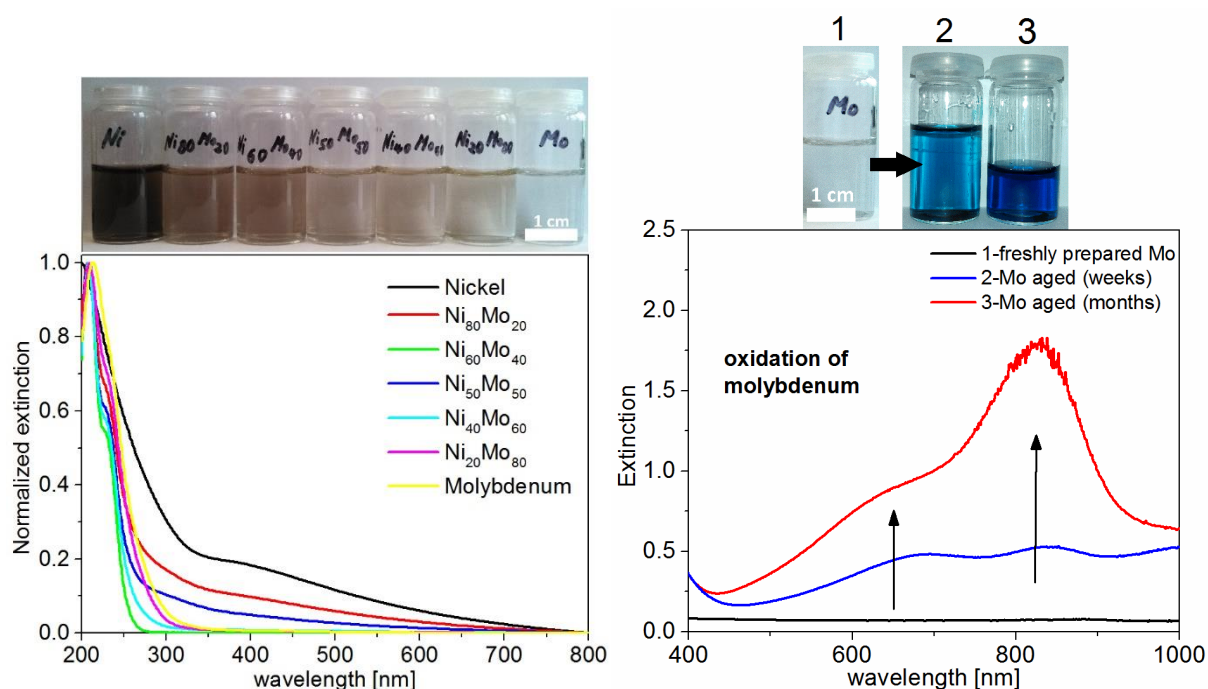 Ni
Ni80Mo20
Ni60Mo40
Ni50Mo50
Ni40Mo60
Ni20Mo80
Mo
1 cm
Normalized extinction
1.0
0.8
0.6
0.4
0.2
0.0
Nickel
Ni₈₀Mo₂₀
Ni₆₀Mo₄₀
Ni₅₀Mo₅₀
Ni₄₀Mo₆₀
Ni₂₀Mo₈₀
Molybdenum
200 300 400 500 600 700 800
wavelength [nm]
1 2 3
Mo
1 cm
Extinction
2.5
2.0
1.5
1.0
0.5
0.0
1-freshly prepared Mo
2-Mo aged (weeks)
3-Mo aged (months)
oxidation of
molybdenum
400 600 800 1000
wavelength [nm]